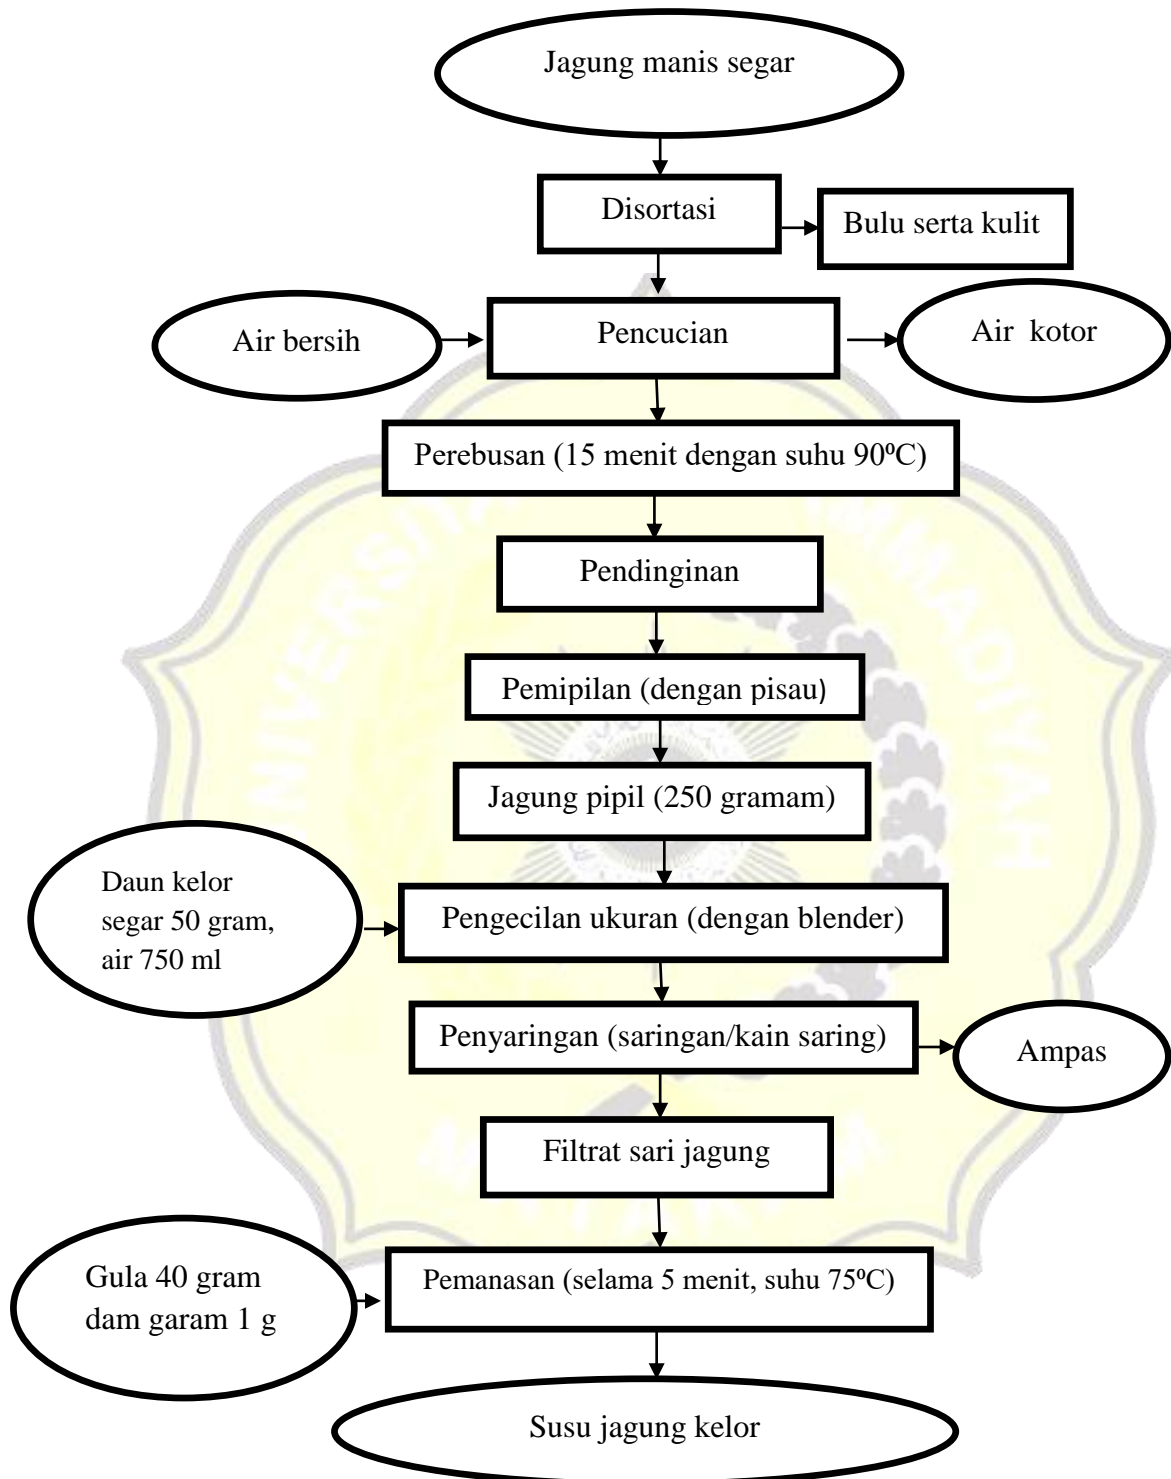 Jagung manis segar
Disortasi
Bulu serta kulit
Air bersih
Pencucian
Air kotor
Perebusan (15 menit dengan suhu 90⁰C)
Pendinginan
Pemipilan (dengan pisau)
Jagung pipil (250 gramam)
Daun kelor
segar 50 gram,
air 750 ml
Pengecilan ukuran (dengan blender)
Penyaringan (saringan/kain saring)
Ampas
Filtrat sari jagung
Gula 40 gram
dam garam 1 g
Pemanasan (selama 5 menit, suhu 75⁰C)
Susu jagung kelor